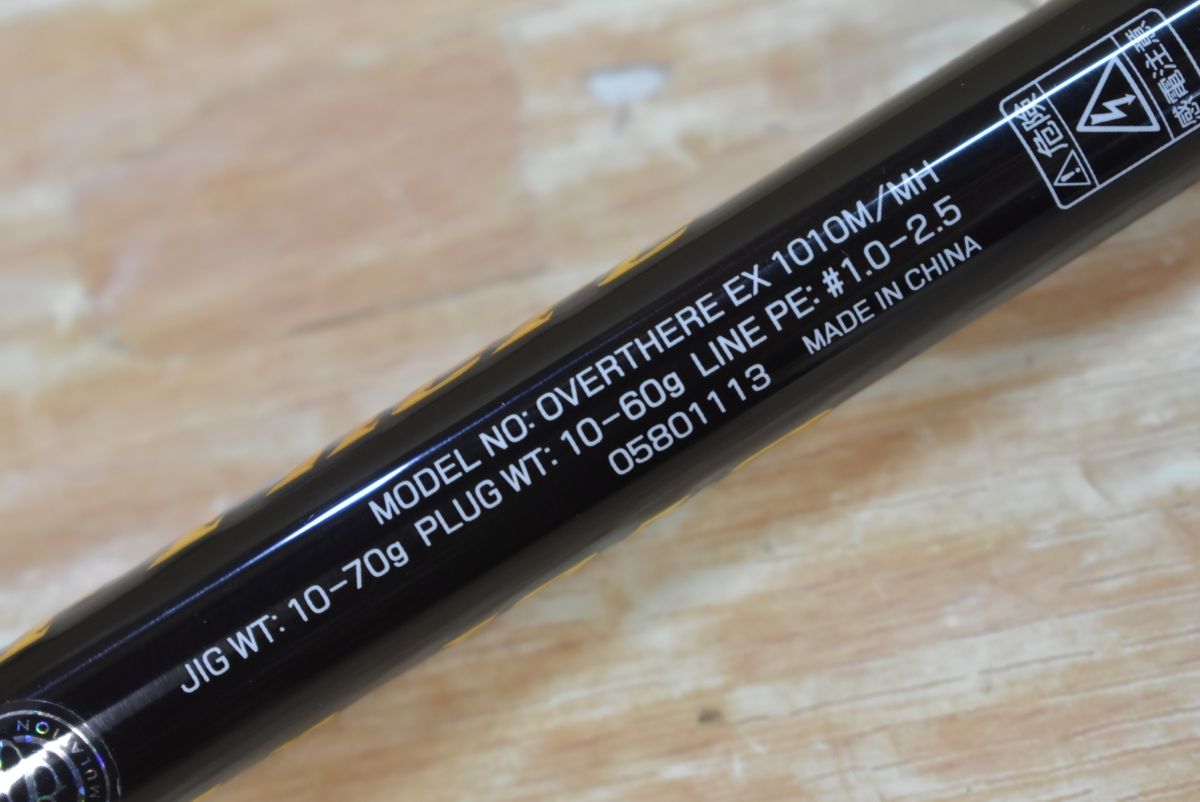 MODEL NO: OVERTHERE EX 1010M/MH
JIG WT: 10-70g PLUG WT: 10-60g LINE PE: #1.0-2.5
05801113 MADE IN CHINA
危険
感電注意
MULATION